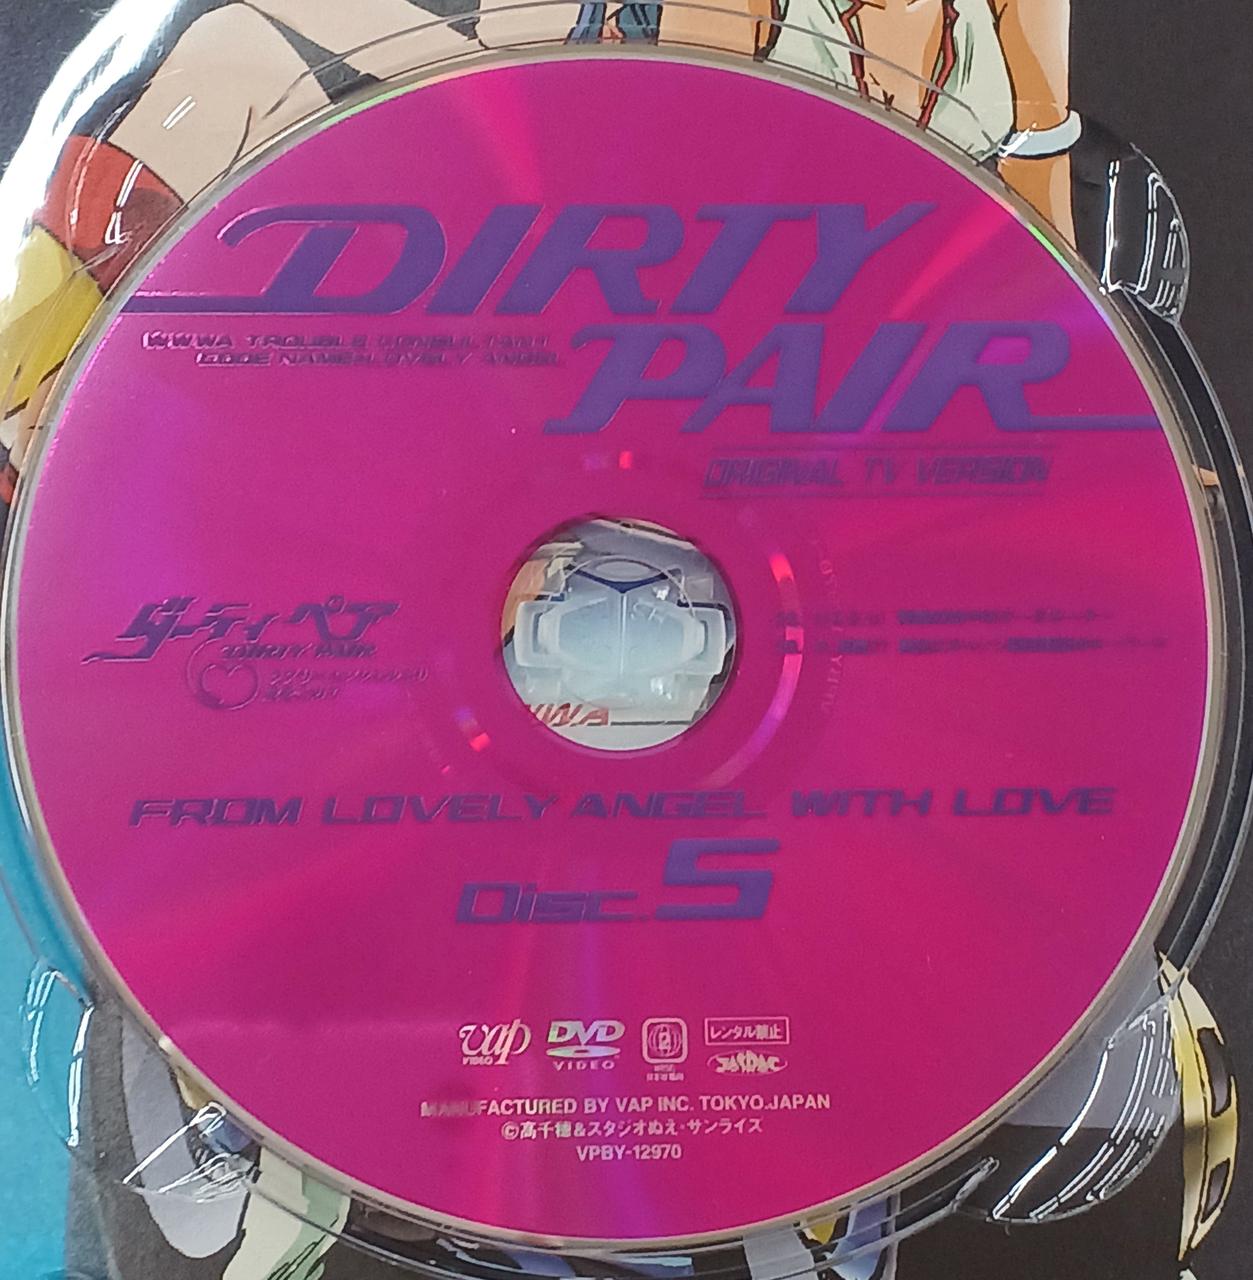 DIRTY
PAIR
WWWA TROUBLE CONSULTANT
CODE NAME:LOVELY ANGEL
ORIGINAL TV VERSION
ダーティペア
DIRTY PAIR
WWA
FROM LOVELY ANGEL WITH LOVE
Disc.5
vap
VIDEO
DVD
VIDEO
2
レンタル禁止
JASRAC
MANUFACTURED BY VAP INC. TOKYO.JAPAN
©高千穂&スタジオぬえ・サンライズ
VPBY-12970